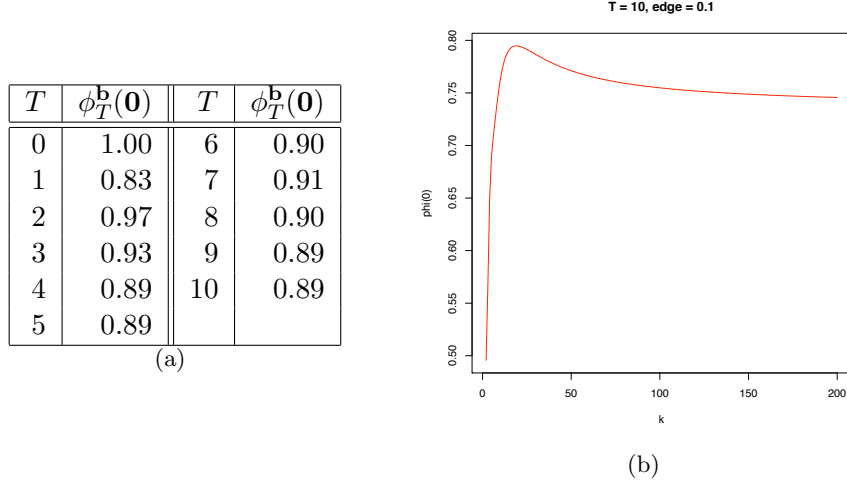 T φ_T^b(0) T φ_T^b(0)
0 1.00 6 0.90
1 0.83 7 0.91
2 0.97 8 0.90
3 0.93 9 0.89
4 0.89 10 0.89
5 0.89
(a)
T = 10, edge = 0.1
phi(0)
0.80
0.75
0.70
0.65
0.60
0.55
0.50
0 50 100 150 200
k
(b)